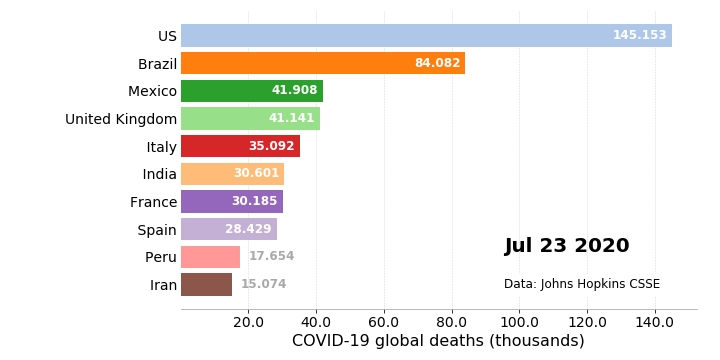 US 145.153
Brazil 84.082
Mexico 41.908
United Kingdom 41.141
Italy 35.092
India 30.601
France 30.185
Spain 28.429
Peru 17.654
Iran 15.074
Jul 23 2020
Data: Johns Hopkins CSSE
20.0 40.0 60.0 80.0 100.0 120.0 140.0
COVID-19 global deaths (thousands)